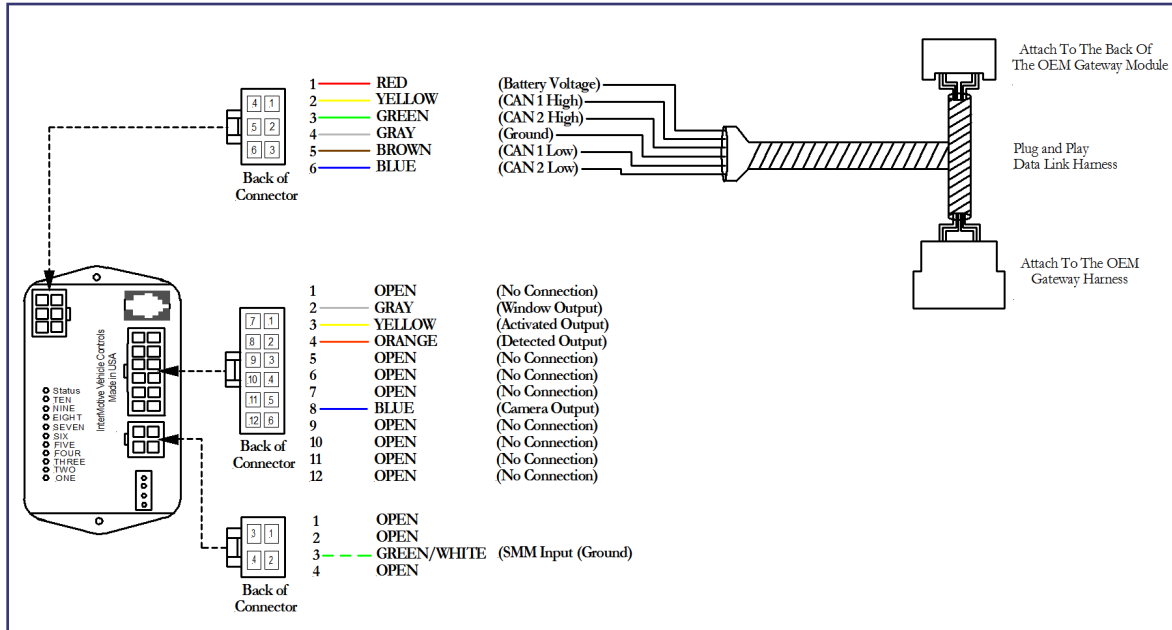 Attach To The Back Of
The OEM Gateway Module
1 RED (Battery Voltage)
2 YELLOW (CAN 1 High)
3 GREEN (CAN 2 High)
4 GRAY (Ground)
5 BROWN (CAN 1 Low)
6 BLUE (CAN 2 Low)
4 1
5 2
6 3
Back of
Connector
Plug and Play
Data Link Harness
Attach To The OEM
Gateway Harness
1 OPEN (No Connection)
2 GRAY (Window Output)
3 YELLOW (Activated Output)
4 ORANGE (Detected Output)
5 OPEN (No Connection)
6 OPEN (No Connection)
7 OPEN (No Connection)
8 BLUE (Camera Output)
9 OPEN (No Connection)
10 OPEN (No Connection)
11 OPEN (No Connection)
12 OPEN (No Connection)
7 1
8 2
9 3
10 4
11 5
12 6
Back of
Connector
InterMotive Vehicle Controls
Made in USA
Status
TEN
NINE
EIGHT
SEVEN
SIX
FIVE
FOUR
THREE
TWO
ONE
1 OPEN
2 OPEN
3 GREEN/WHITE (SMM Input (Ground)
4 OPEN
3 1
4 2
Back of
Connector